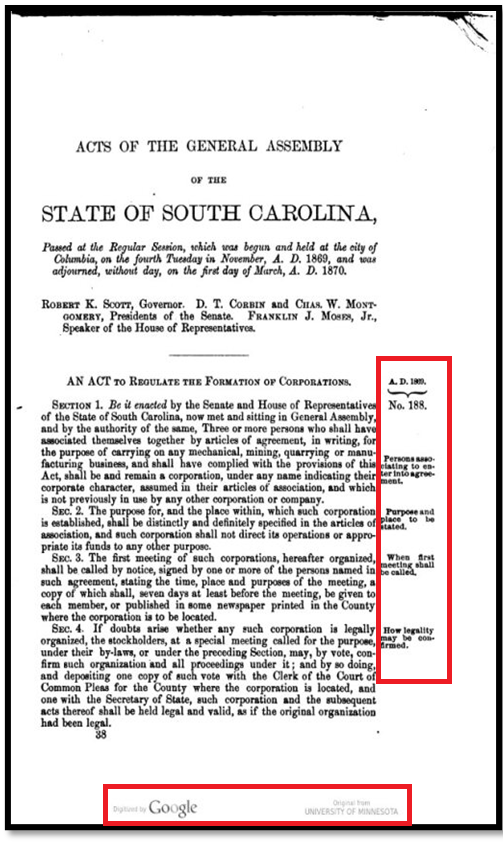 ACTS OF THE GENERAL ASSEMBLY
OF THE
STATE OF SOUTH CAROLINA,
Passed at the Regular Session, which was begun and held at the city of
Columbia, on the fourth Tuesday in November, A. D. 1869, and was
adjourned, without day, on the first day of March, A. D. 1870.
ROBERT K. SCOTT, Governor. D. T. CORBIN and CHAS. W. MONT-
GOMERY, Presidents of the Senate. FRANKLIN J. MOSES, Jr.,
Speaker of the House of Representatives.
AN ACT TO REGULATE THE FORMATION OF CORPORATIONS.
SECTION 1. Be it enacted by the Senate and House of Representatives
of the State of South Carolina, now met and sitting in General Assembly,
and by the authority of the same, Three or more persons who shall have
associated themselves together by articles of agreement, in writing, for
the purpose of carrying on any mechanical, mining, quarrying or manu-
facturing business, and shall have complied with the provisions of this
Act, shall be and remain a corporation, under any name indicating their
corporate character, assumed in their articles of association, and which
is not previously in use by any other corporation or company.
SEC. 2. The purpose for, and the place within, which such corporation
is established, shall be distinctly and definitely specified in the articles of
association, and such corporation shall not direct its operations or appro-
priate its funds to any other purpose.
SEC. 3. The first meeting of such corporations, hereafter organized,
shall be called by notice, signed by one or more of the persons named in
such agreement, stating the time, place and purposes of the meeting, a
copy of which shall, seven days at least before the meeting, be given to
each member, or published in some newspaper printed in the County
where the corporation is to be located.
SEC. 4. If doubts arise whether any such corporation is legally
organized, the stockholders, at a special meeting called for the purpose,
under their by-laws, or under the preceding Section, may, by vote, con-
firm such organization and all proceedings under it; and by so doing,
and depositing one copy of such vote with the Clerk of the Court of
Common Pleas for the County where the corporation is located, and
one with the Secretary of State, such corporation and the subsequent
acts thereof shall be held legal and valid, as if the original organization
had been legal.
38
A. D. 1869.
No. 188.
Persons asso-
ciating to en-
ter into agree-
ment.
Purpose and
place to be
stated.
When first
meeting shall
be called.
How legality
may be con-
firmed.
Digitized by Google
Original from
UNIVERSITY OF MINNESOTA